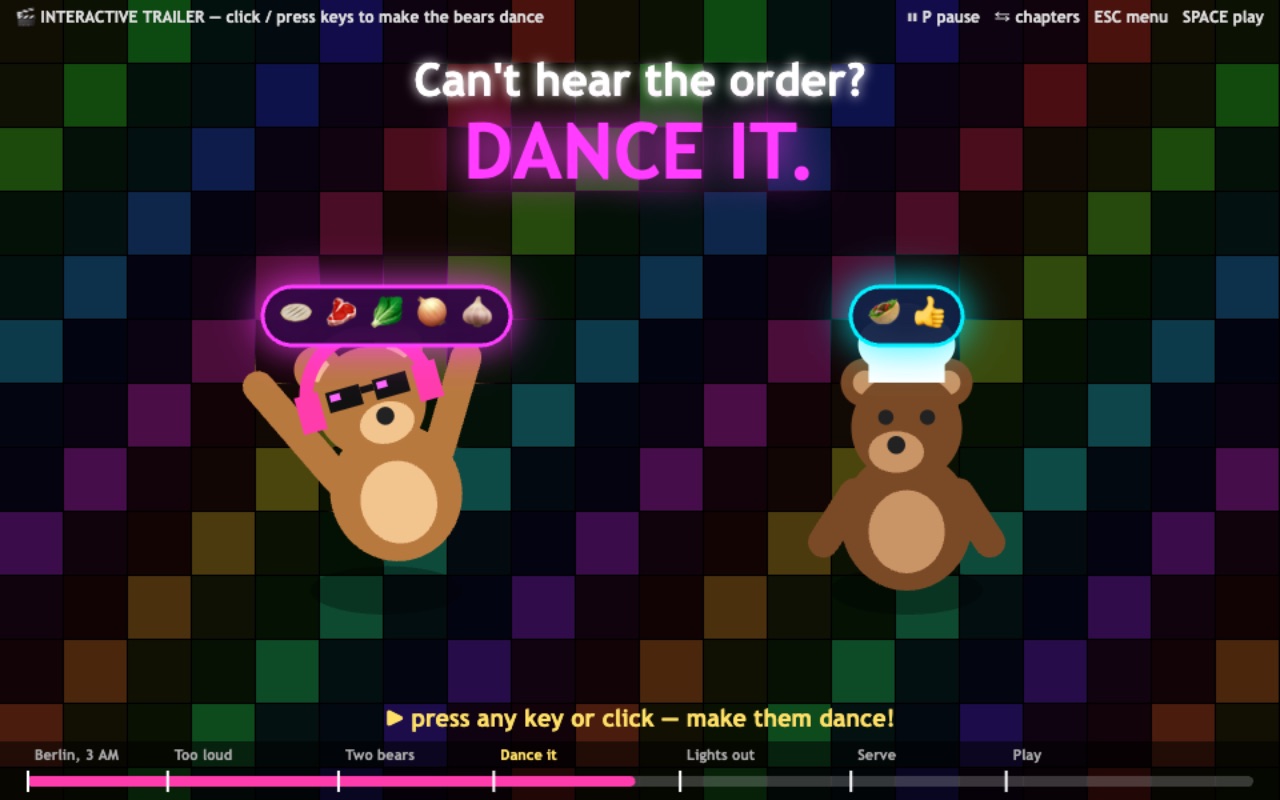 INTERACTIVE TRAILER — click / press keys to make the bears dance
P pause chapters ESC menu SPACE play
Can't hear the order?
DANCE IT.
press any key or click — make them dance!
Berlin, 3 AM Too loud Two bears Dance it Lights out Serve Play